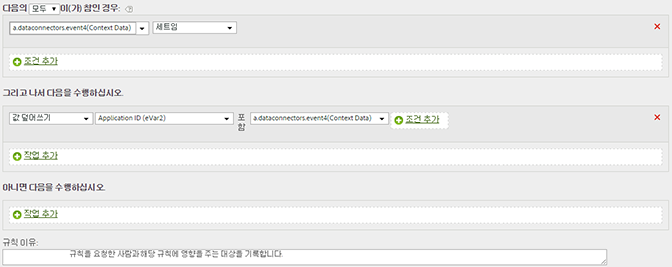 다음의 모두 이(가) 참인 경우:
a.dataconnectors.event4(Context Data) 세트임
조건 추가
그리고 나서 다음을 수행하십시오.
값 덮어쓰기 Application ID (eVar2) 포함 a.dataconnectors.event4(Context Data) 조건 추가
작업 추가
아니면 다음을 수행하십시오.
작업 추가
규칙 이유:
규칙을 요청한 사람과 해당 규칙에 영향을 주는 대상을 기록합니다.